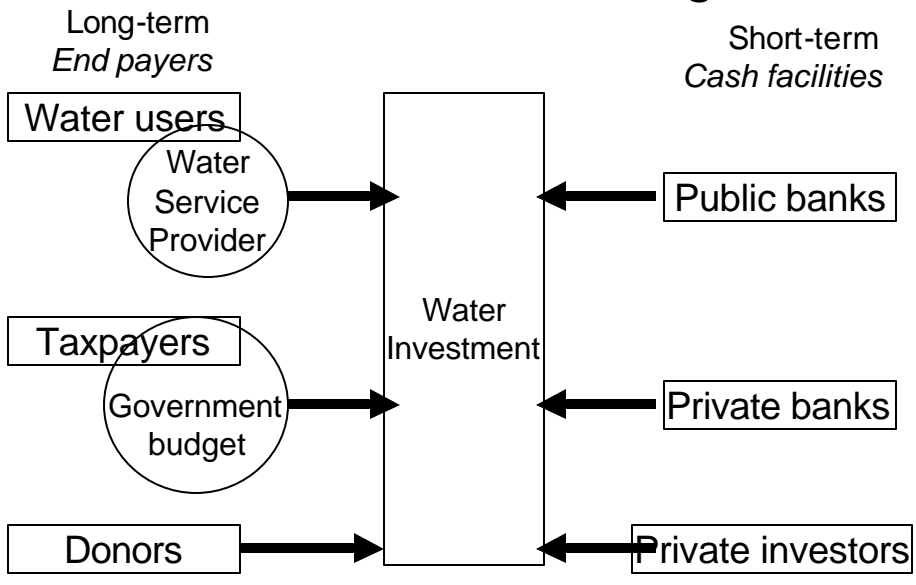 Long-term
End payers
Short-term
Cash facilities
Water users
Water
Service
Provider
Public banks
Water
Investment
Taxpayers
Government
budget
Private banks
Donors
Private investors